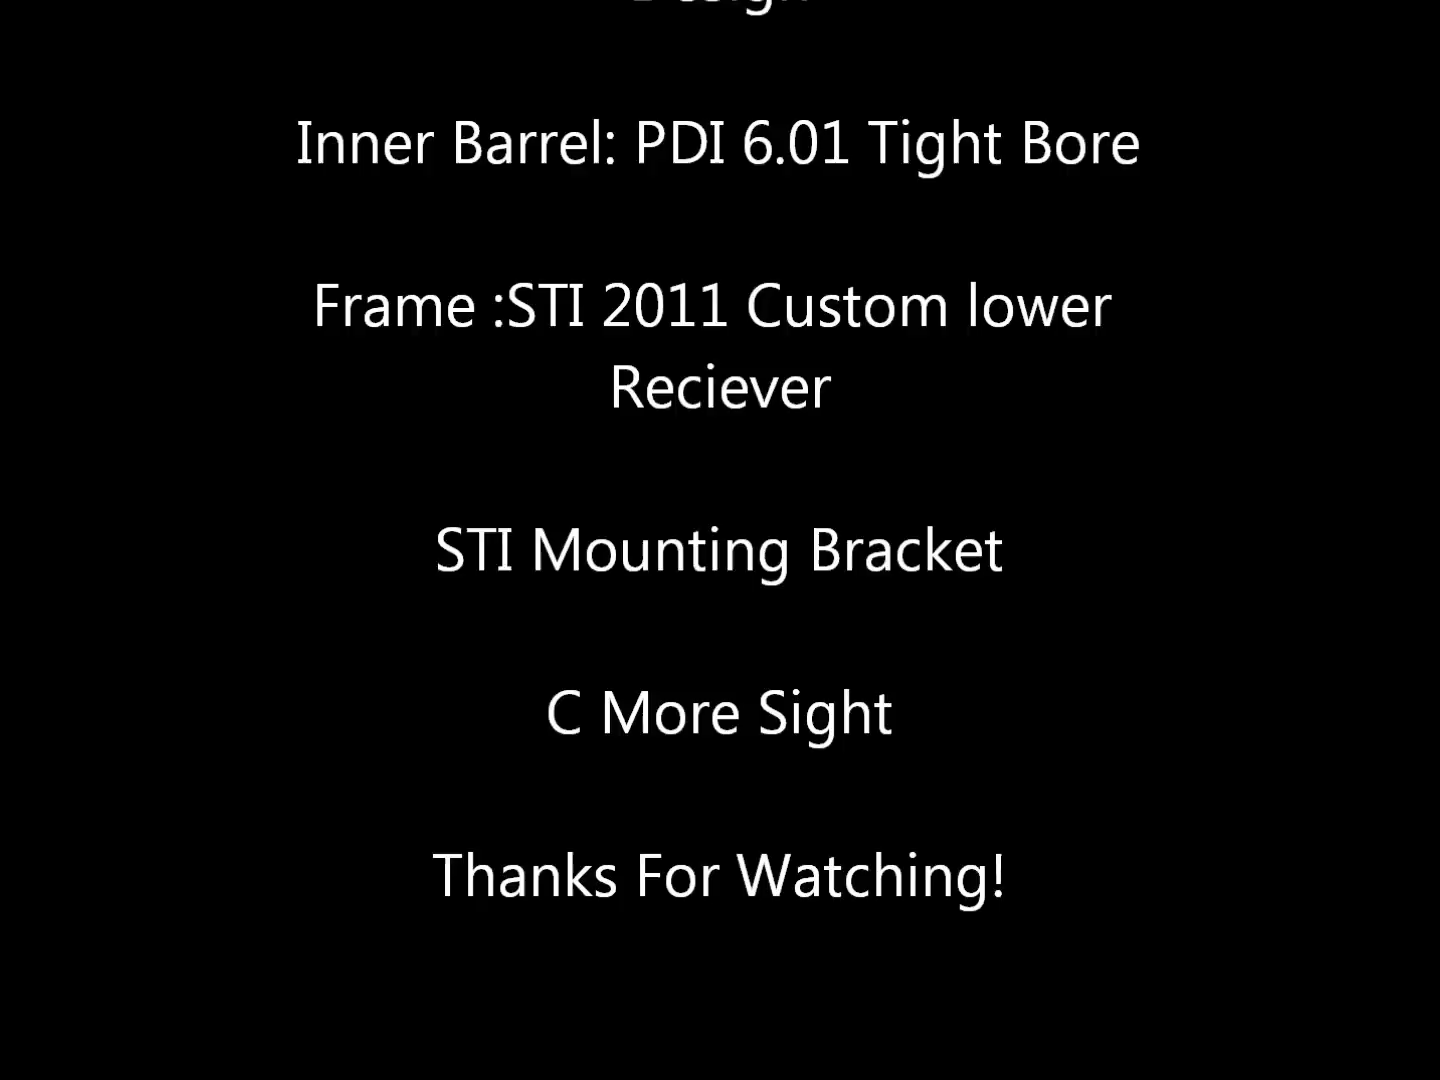 Inner Barrel: PDI 6.01 Tight Bore
Frame :STI 2011 Custom lower
Reciever
STI Mounting Bracket
C More Sight
Thanks For Watching!